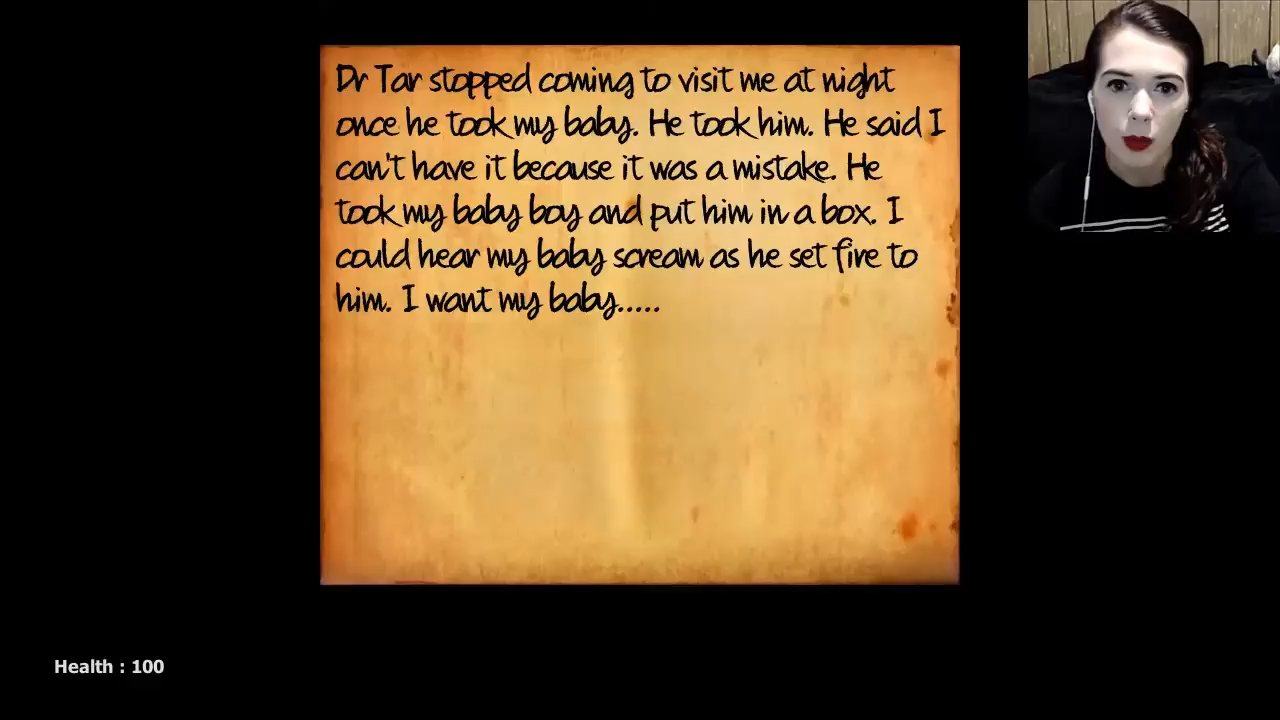 Dr Tar stopped coming to visit me at night
once he took my baby. He took him. He said I
can't have it because it was a mistake. He
took my baby boy and put him in a box. I
could hear my baby scream as he set fire to
him. I want my baby.....
Health : 100